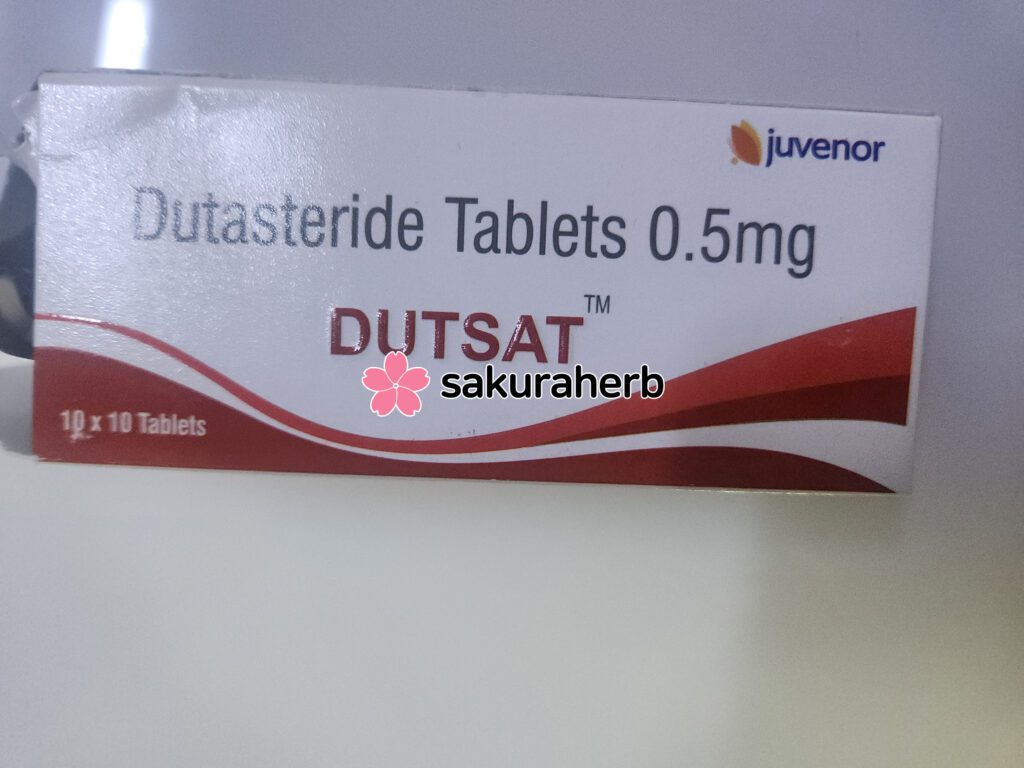 juvenor
Dutasteride Tablets 0.5mg
DUTSAT™
sakuraherb
10 x 10 Tablets